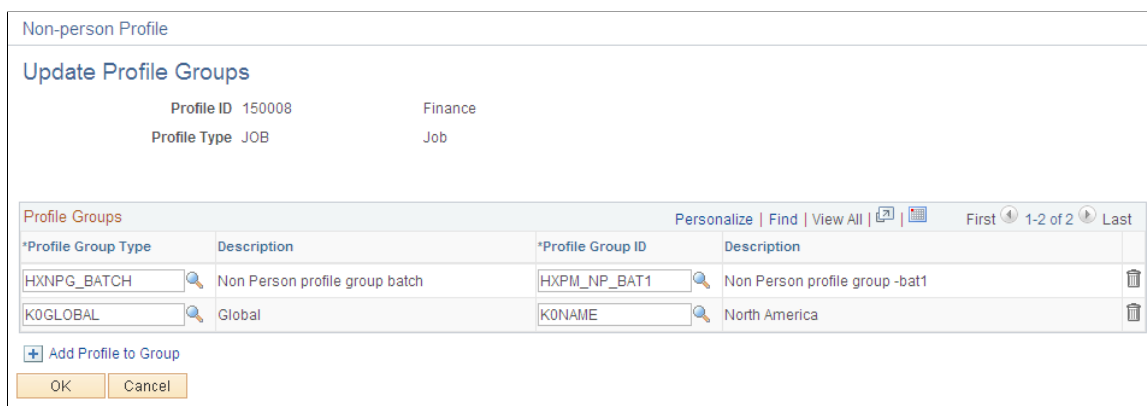 Non-person Profile
Update Profile Groups
Profile ID 150008 Finance
Profile Type JOB Job
Profile Groups Personalize | Find | View All | | First 1-2 of 2 Last
*Profile Group Type Description *Profile Group ID Description
HXNPG_BATCH Non Person profile group batch HXPM_NP_BAT1 Non Person profile group -bat1
K0GLOBAL Global K0NAME North America
Add Profile to Group
OK Cancel